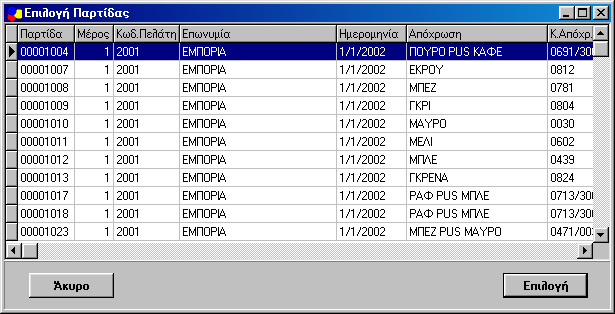 Επιλογή Παρτίδας
Παρτίδα Μέρος Κωδ.Πελάτη Επωνυμία Ημερομηνία Απόχρωση Κ.Απόχρ.
00001004 1 2001 ΕΜΠΟΡΙΑ 1/1/2002 ΠΟΥΡΟ PUS ΚΑΦΕ 0691/300
00001007 1 2001 ΕΜΠΟΡΙΑ 1/1/2002 ΕΚΡΟΥ 0812
00001008 1 2001 ΕΜΠΟΡΙΑ 1/1/2002 ΜΠΕΖ 0781
00001009 1 2001 ΕΜΠΟΡΙΑ 1/1/2002 ΓΚΡΙ 0804
00001010 1 2001 ΕΜΠΟΡΙΑ 1/1/2002 ΜΑΥΡΟ 0030
00001011 1 2001 ΕΜΠΟΡΙΑ 1/1/2002 ΜΕΛΙ 0602
00001012 1 2001 ΕΜΠΟΡΙΑ 1/1/2002 ΜΠΛΕ 0439
00001013 1 2001 ΕΜΠΟΡΙΑ 1/1/2002 ΓΚΡΕΝΑ 0824
00001017 1 2001 ΕΜΠΟΡΙΑ 1/1/2002 ΡΑΦ PUS ΜΠΛΕ 0713/300
00001018 1 2001 ΕΜΠΟΡΙΑ 1/1/2002 ΡΑΦ PUS ΜΠΛΕ 0713/300
00001023 1 2001 ΕΜΠΟΡΙΑ 1/1/2002 ΜΠΕΖ PUS ΜΑΥΡΟ 0471/003
Άκυρο Επιλογή